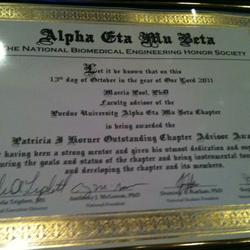 Alpha Eta Mu Beta
THE NATIONAL BIOMEDICAL ENGINEERING HONOR SOCIETY
Let it be known that on this
13th day of October in the year of Our Lord 2011
Marcia Pool, PhD
Faculty advisor of the
Purdue University Alpha Eta Mu Beta Chapter
is being awarded the
Patricia I Horner Outstanding Chapter Advisor
having been a strong mentor and given his utmost dedication and
the goals and status of the chapter and being instrumental
and developing the chapter and its members.
National President